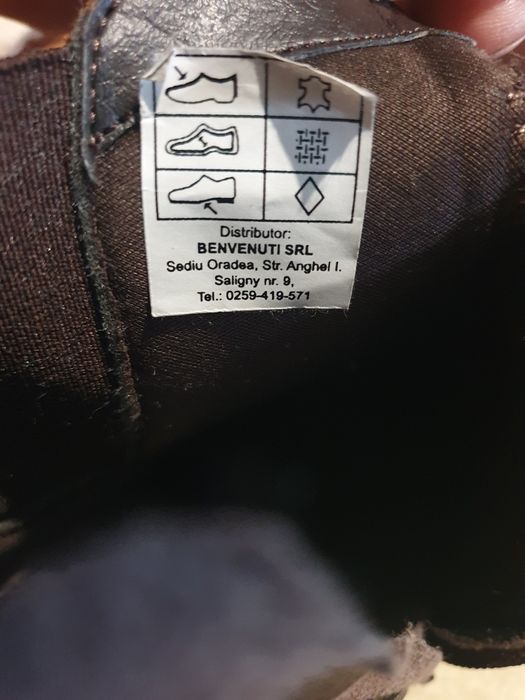 Distributor:
BENVENUTI SRL
Sediu Oradea, Str. Anghel I.
Saligny nr. 9,
Tel.: 0259-419-571